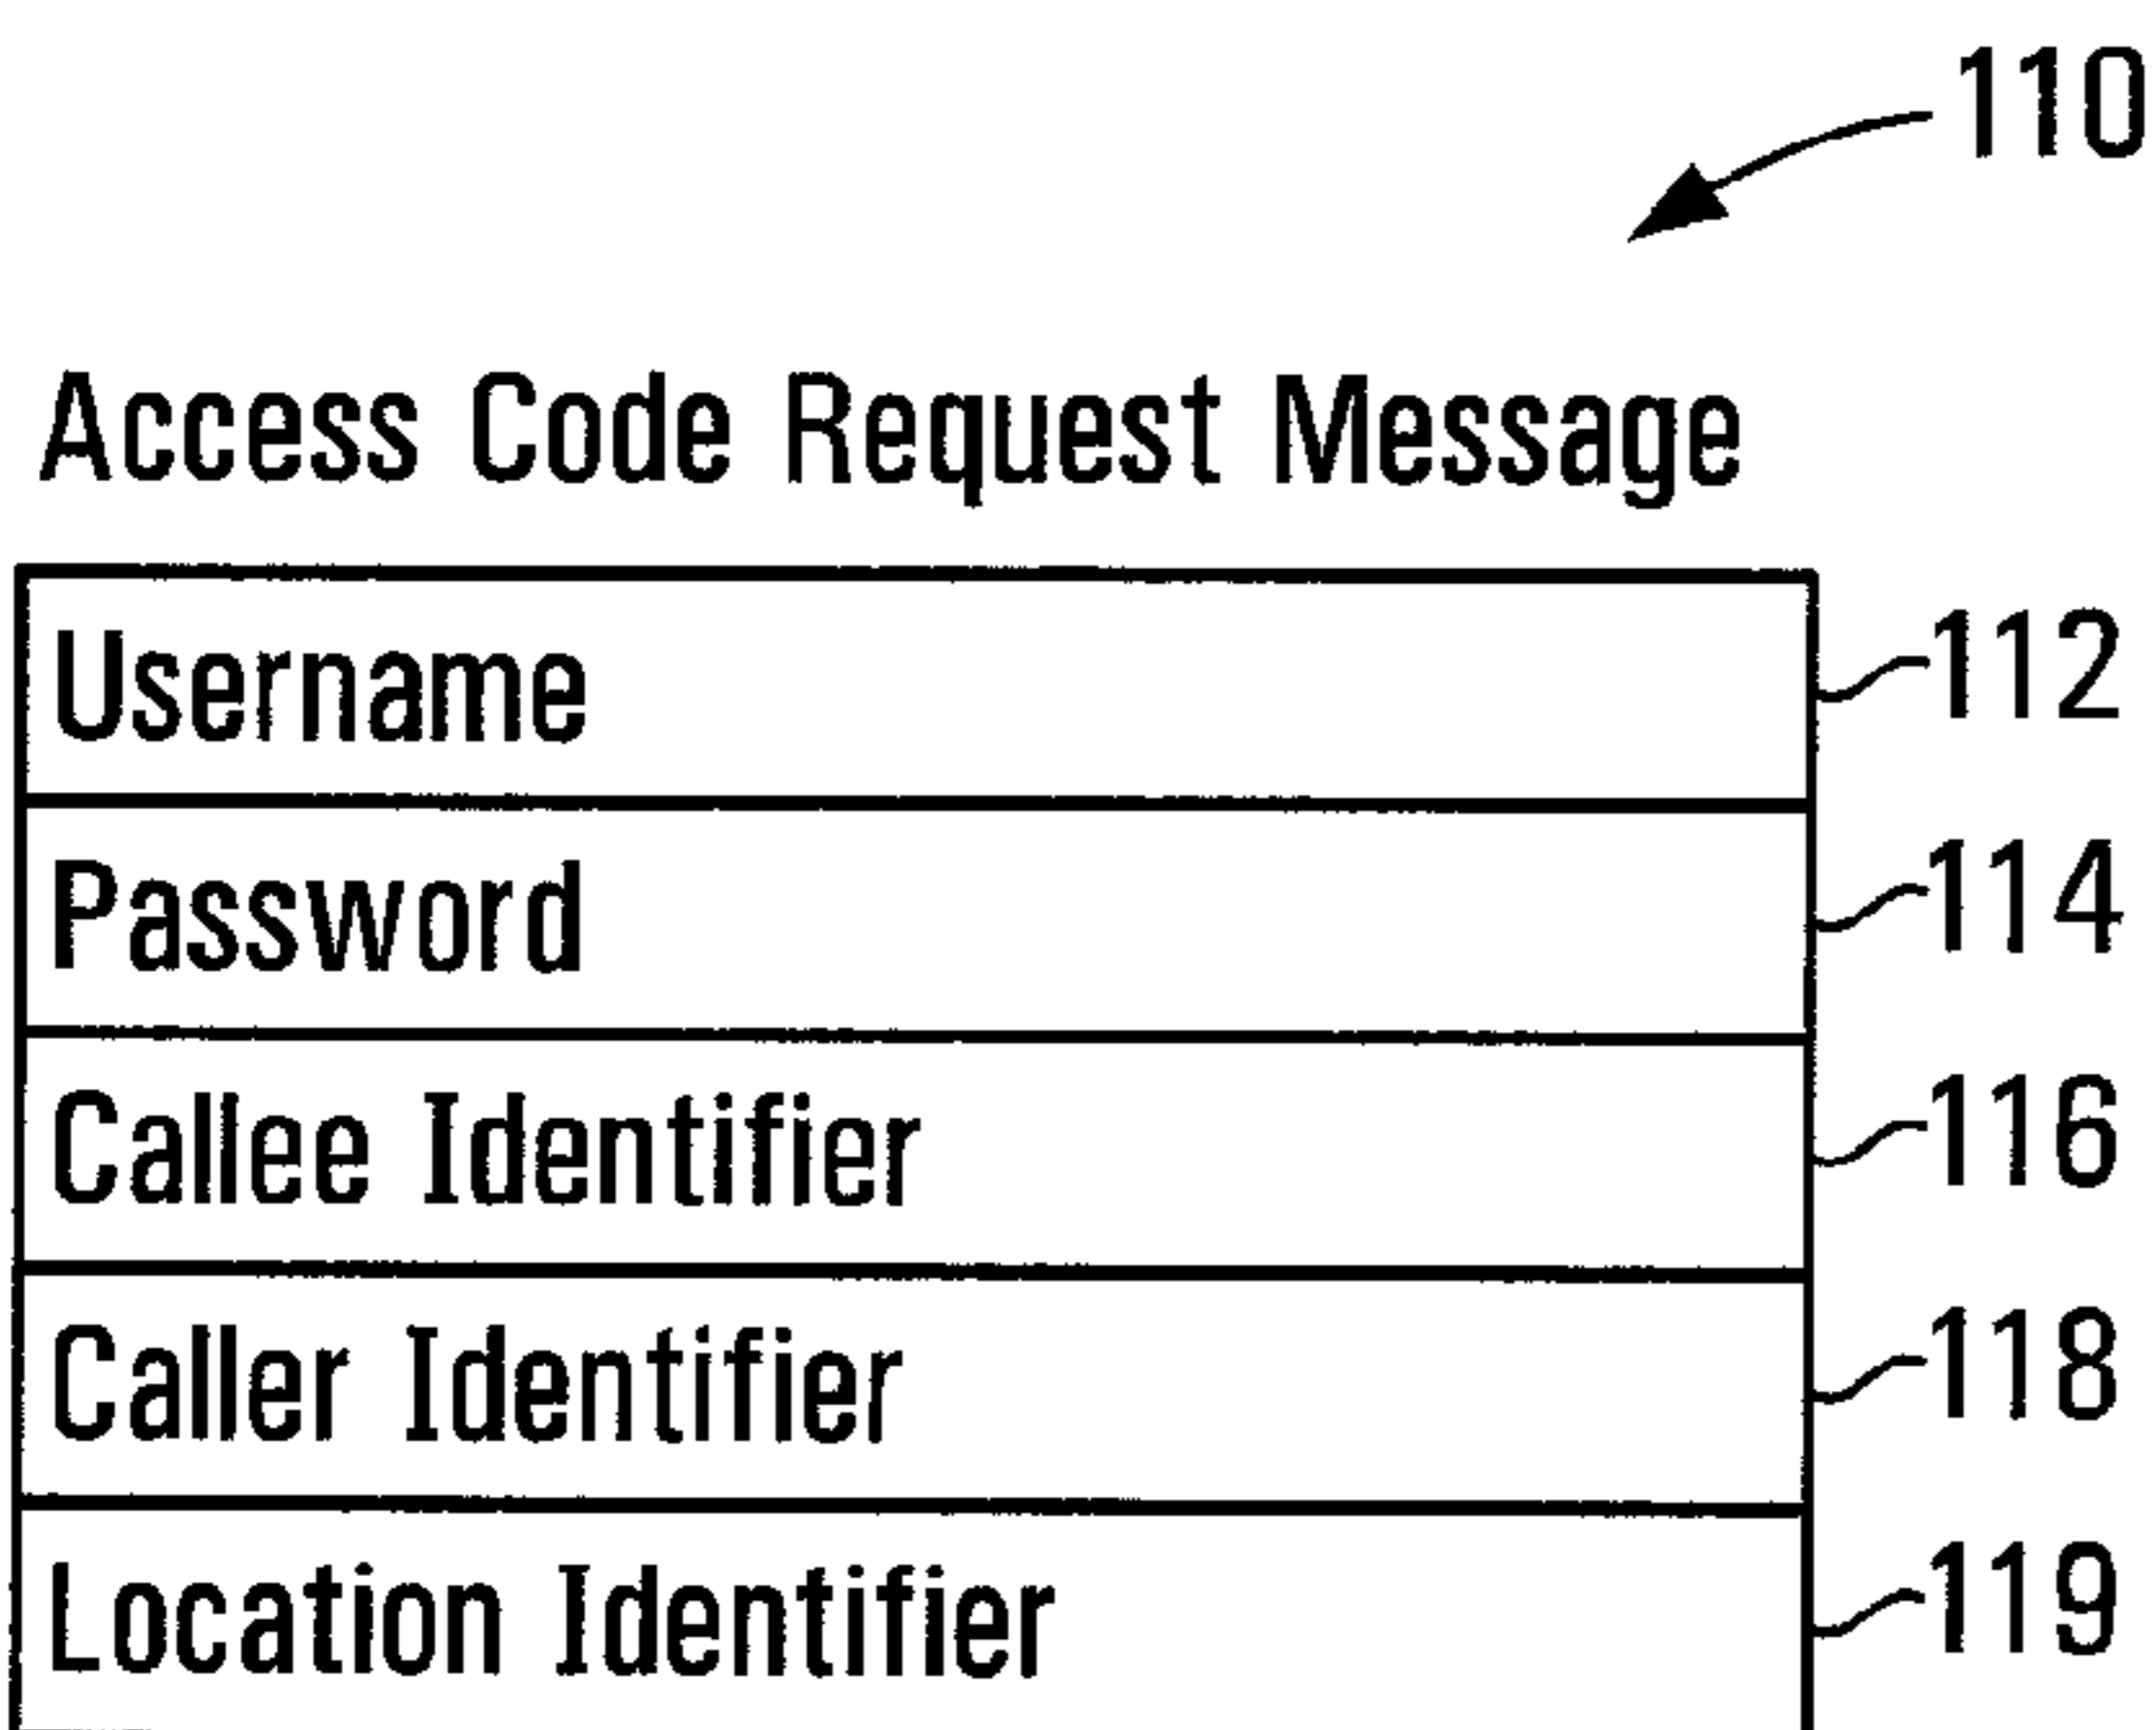 110
Access Code Request Message
Username 112
Password 114
Callee Identifier 116
Caller Identifier 118
Location Identifier 119